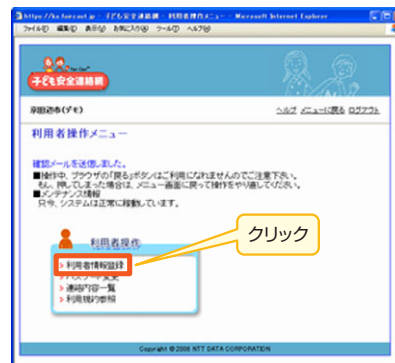 https://ka.faircast.jp - 子ども安全連絡網 - 利用者操作メニュー - Microsoft Internet Explorer
ファイル(F) 編集(E) 表示(V) お気に入り(A) ツール(T) ヘルプ(H)
子ども安全連絡網
京田辺市(デモ)
ヘルプ メニューに戻る ログアウト
利用者操作メニュー
確認メールを送信しました。
■操作中、ブラウザの「戻る」ボタンはご利用になれませんのでご注意下さい。
もし、押してしまった場合は、メニュー画面に戻って操作をやり直してください。
■メンテナンス情報
只今、システムは正常に稼動しています。
クリック
利用者操作
> 利用者情報登録
> パスワード変更
> 連絡内容一覧
> 利用規約参照
Copyright © 2006 NTT DATA CORPORATION